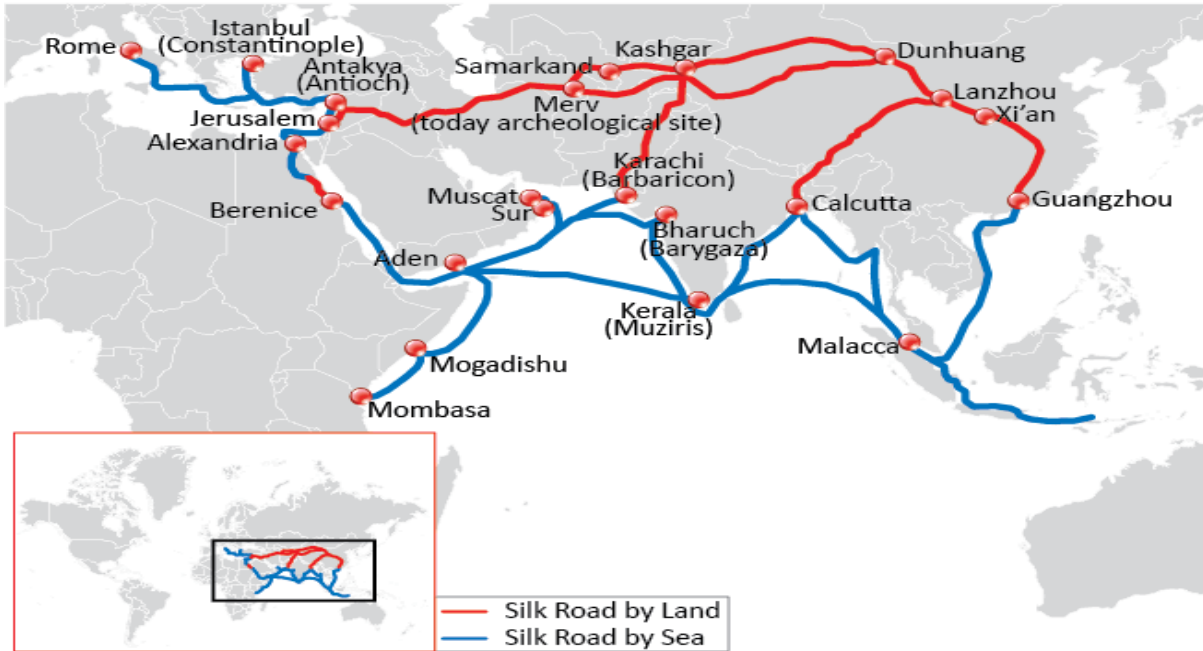 Istanbul
(Constantinople)
Rome
Antakya
(Antioch)
Jerusalem
Alexandria
Berenice
Kashgar
Samarkand
Merv
(today archeological site)
Dunhuang
Lanzhou
Xi'an
Karachi
(Barbaricon)
Muscat
Sur
Calcutta
Guangzhou
Bharuch
(Barygaza)
Aden
Kerala
(Muziris)
Malacca
Mogadishu
Mombasa
Silk Road by Land
Silk Road by Sea